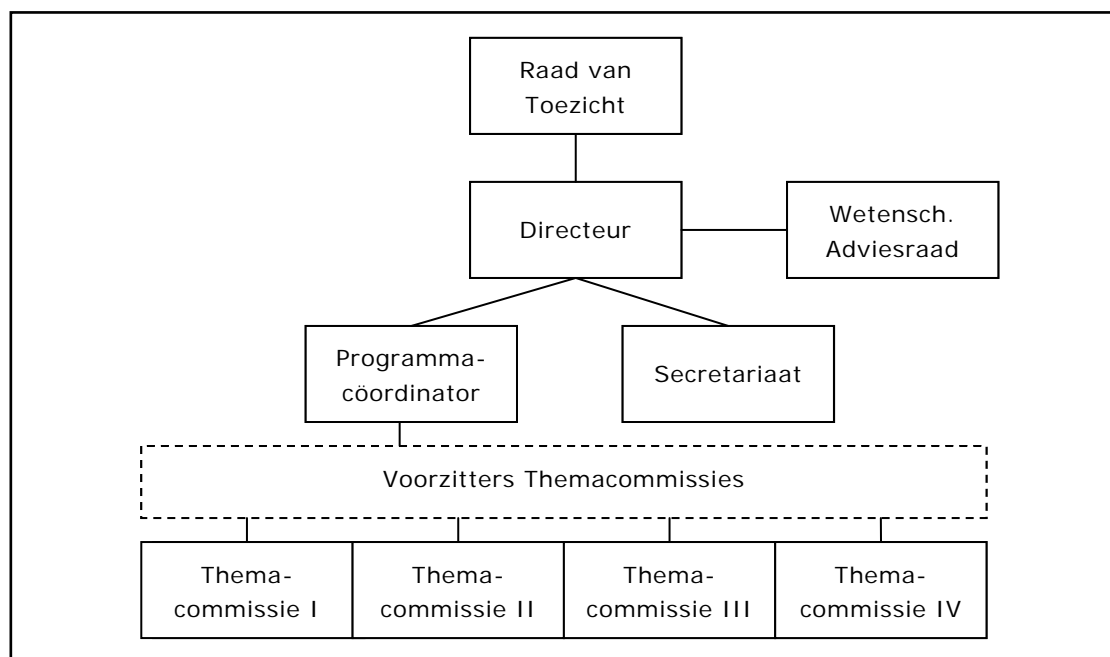 Raad van
Toezicht
Directeur
Wetensch.
Adviesraad
Programma-
cöordinator
Secretariaat
Voorzitters Themacommissies
Thema-
commissie I
Thema-
commissie II
Thema-
commissie III
Thema-
commissie IV